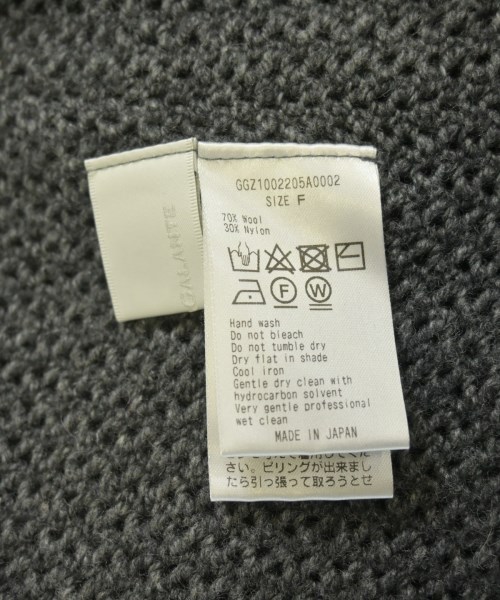 GALANTE
GGZ1002205A0002
SIZE F
70% Wool
30% Nylon
F
W
Hand wash
Do not bleach
Do not tumble dry
Dry flat in shade
Cool iron
Gentle dry clean with
hydrocarbon solvent
Very gentle professional
wet clean
MADE IN JAPAN
さい。ピリングが出来まし
たら引っ張って取ろうとせ